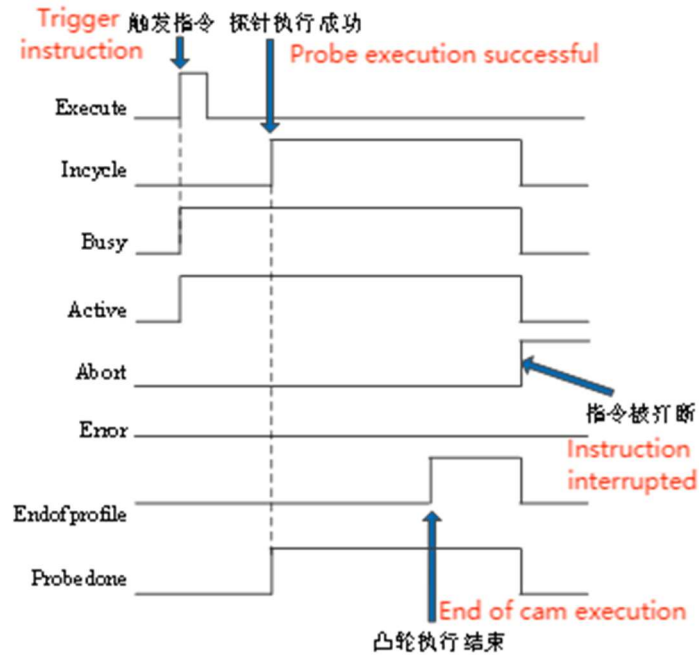 Trigger
instruction
触发指令
探针执行成功
Probe execution successful
Execute
Incycle
Busy
Active
Abort
指令被打断
Error
Instruction
interrupted
Endofprofile
Probedone
End of cam execution
凸轮执行结束